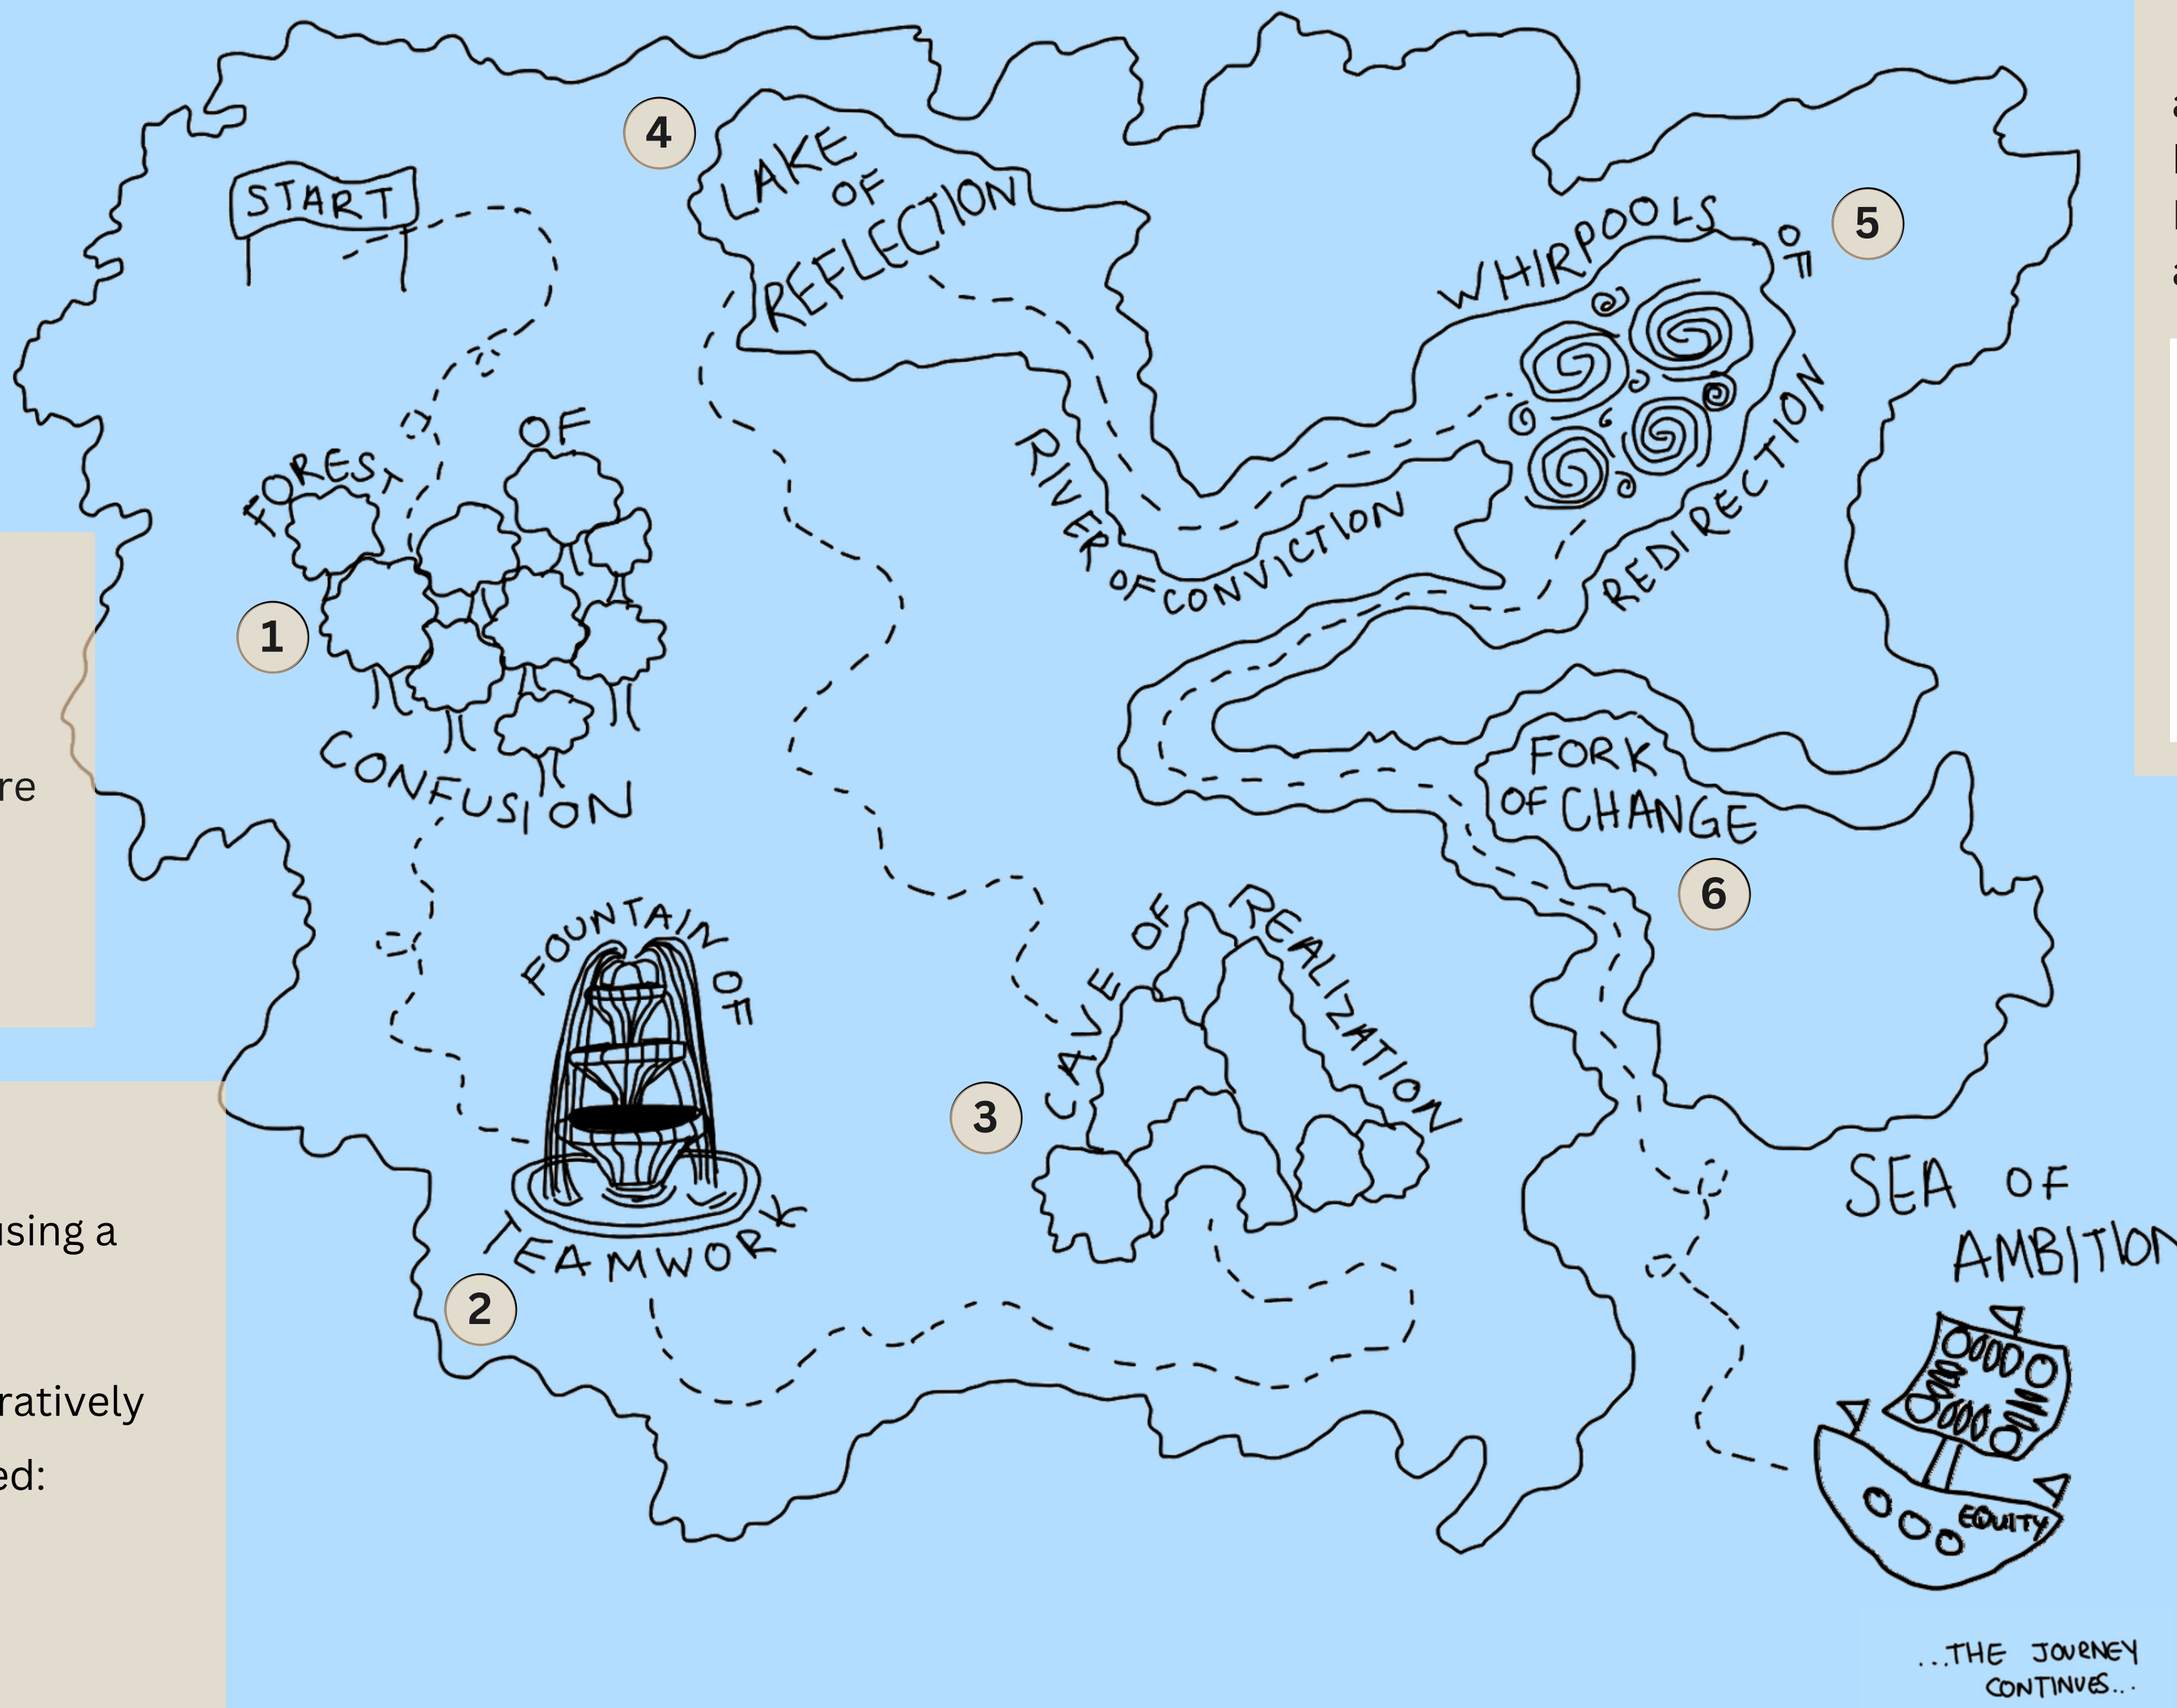 START
4
LAKE
OF
REFLECTION
WHIRPOOLS
OF
REDIRECTION
5
RIVER
OF CONVICTION
FOREST
OF
CONFUSION
1
FORK
OF CHANGE
6
FOUNTAIN OF
TEAMWORK
2
CAVE OF REALIZATION
3
SEA OF
AMBITION
EQUITY
...THE JOURNEY
CONTINUES...
re
using a
ratively
ed: